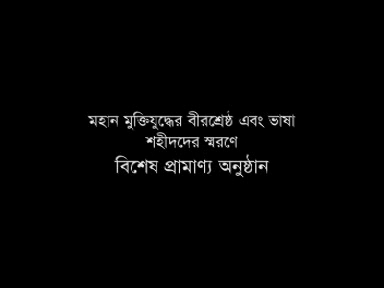 মহান মুক্তিযুদ্ধের বীরশ্রেষ্ঠ এবং ভাষা
শহীদদের স্মরণে
বিশেষ প্রামাণ্য অনুষ্ঠান